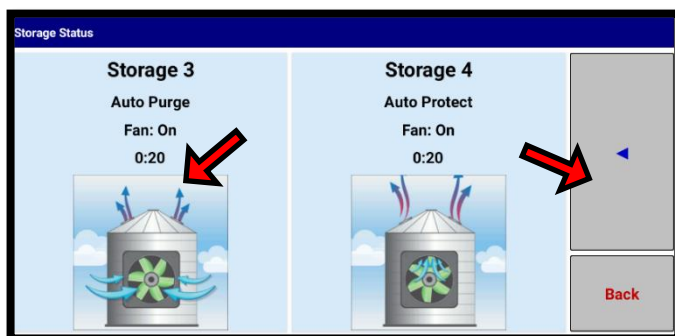 Storage Status
Storage 3
Auto Purge
Fan: On
0:20
Storage 4
Auto Protect
Fan: On
0:20
Back